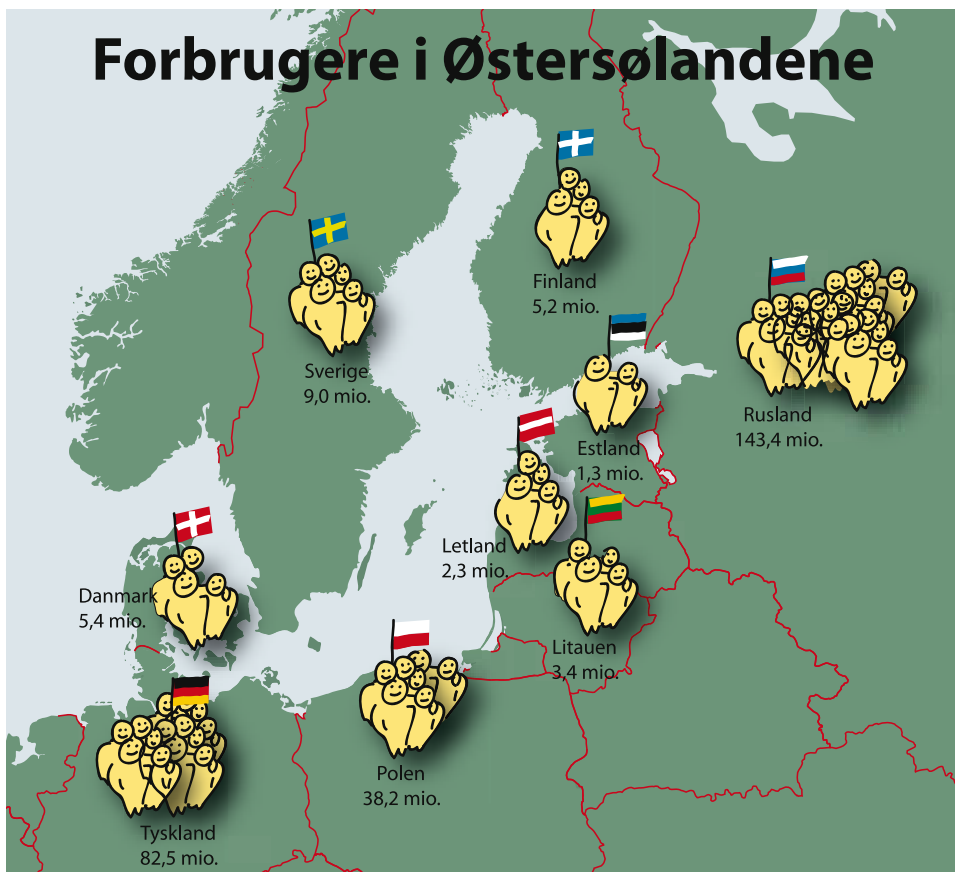 Forbrugere i Østersølandene
Finland
5,2 mio.
Sverige
9,0 mio.
Rusland
143,4 mio.
Estland
1,3 mio.
Letland
2,3 mio.
Danmark
5,4 mio.
Litauen
3,4 mio.
Polen
38,2 mio.
Tyskland
82,5 mio.